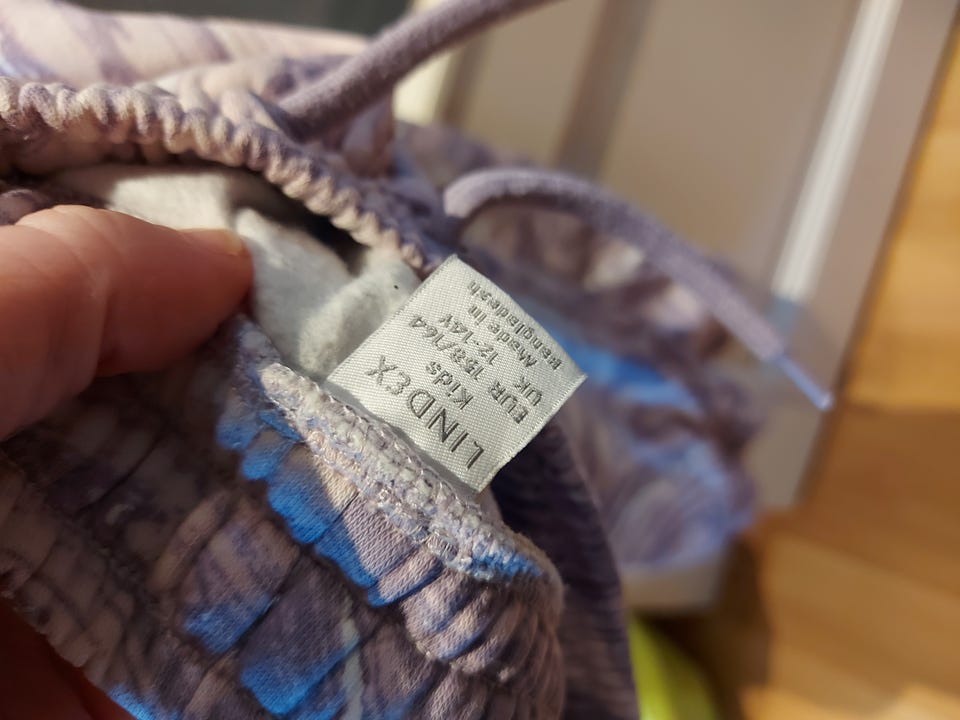 LINDEX
Kids
EUR 158/164
UK 12-14Y
Made in
Bangladesh